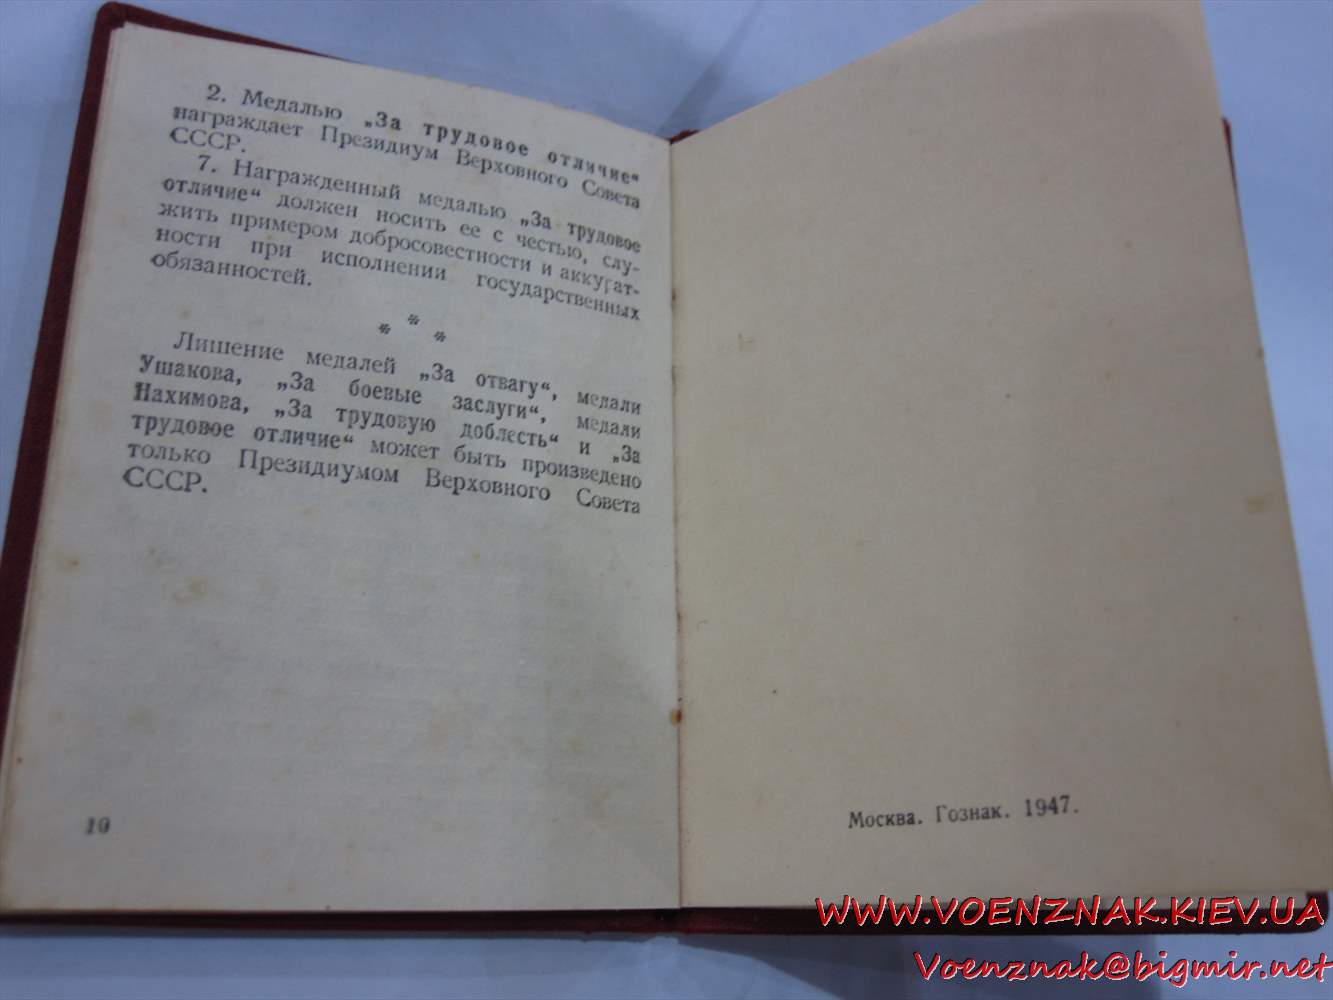 2. Медалью „За трудовое отличие“
награждает Президиум Верховного Совета
СССР.
7. Награжденный медалью „За трудовое
отличие“ должен носить ее с честью, слу-
жить примером добросовестности и аккурат-
ности при исполнении государственных
обязанностей.
* * *
Лишение медалей „За отвагу“, медали
Ушакова, „За боевые заслуги“, медали
Нахимова, „За трудовую доблесть“ и „За
трудовое отличие“ может быть произведено
только Президиумом Верховного Совета
СССР.
10
Москва. Гознак. 1947.
WWW.VOENZNAK.KIEV.UA
Voenznak@bigmir.net